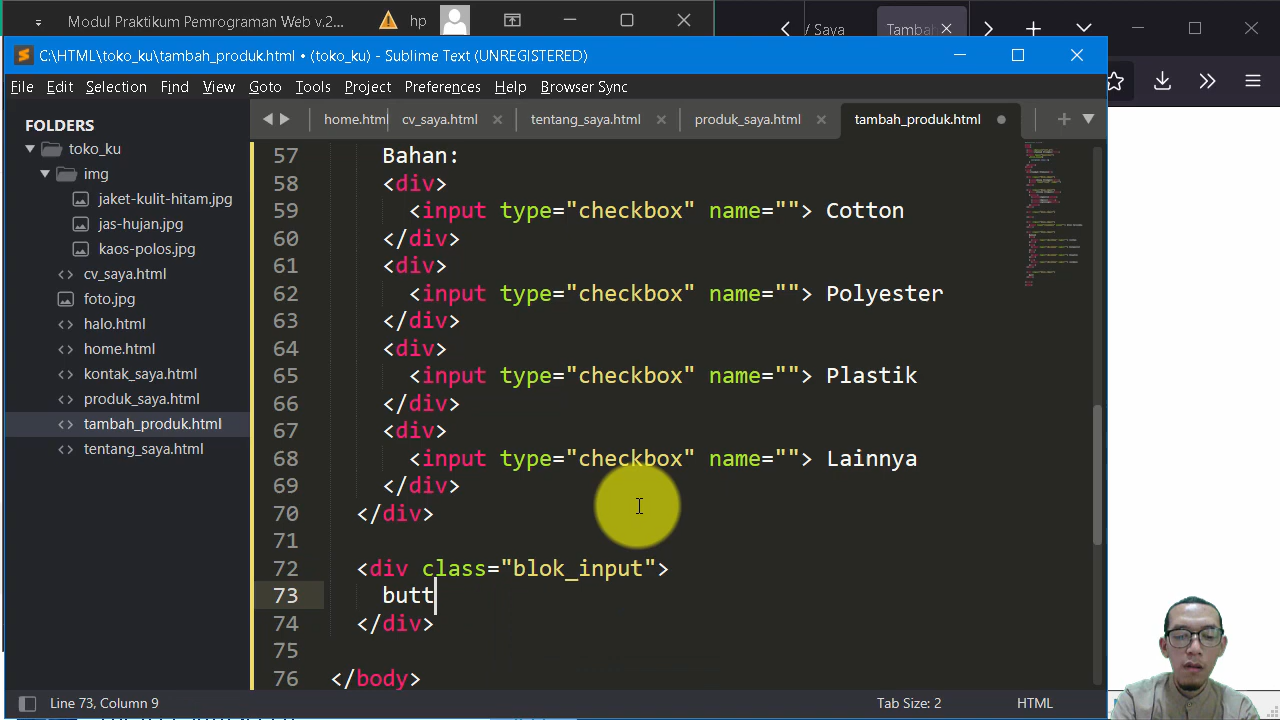 Modul Praktikum Pemrograman Web v.2...
hp
/ Saya
Tambah
C:\HTML\toko_ku\tambah_produk.html • (toko_ku) - Sublime Text (UNREGISTERED)
File Edit Selection Find View Goto Tools Project Preferences Help Browser Sync
FOLDERS
toko_ku
img
jaket-kulit-hitam.jpg
jas-hujan.jpg
kaos-polos.jpg
cv_saya.html
foto.jpg
halo.html
home.html
kontak_saya.html
produk_saya.html
tambah_produk.html
tentang_saya.html
home.html cv_saya.html tentang_saya.html produk_saya.html tambah_produk.html
57 Bahan:
58 <div>
59 <input type="checkbox" name=""> Cotton
60 </div>
61 <div>
62 <input type="checkbox" name=""> Polyester
63 </div>
64 <div>
65 <input type="checkbox" name=""> Plastik
66 </div>
67 <div>
68 <input type="checkbox" name=""> Lainnya
69 </div>
70 </div>
71
72 <div class="blok_input">
73 butt
74 </div>
75
76 </body>
Line 73, Column 9
Tab Size: 2
HTML